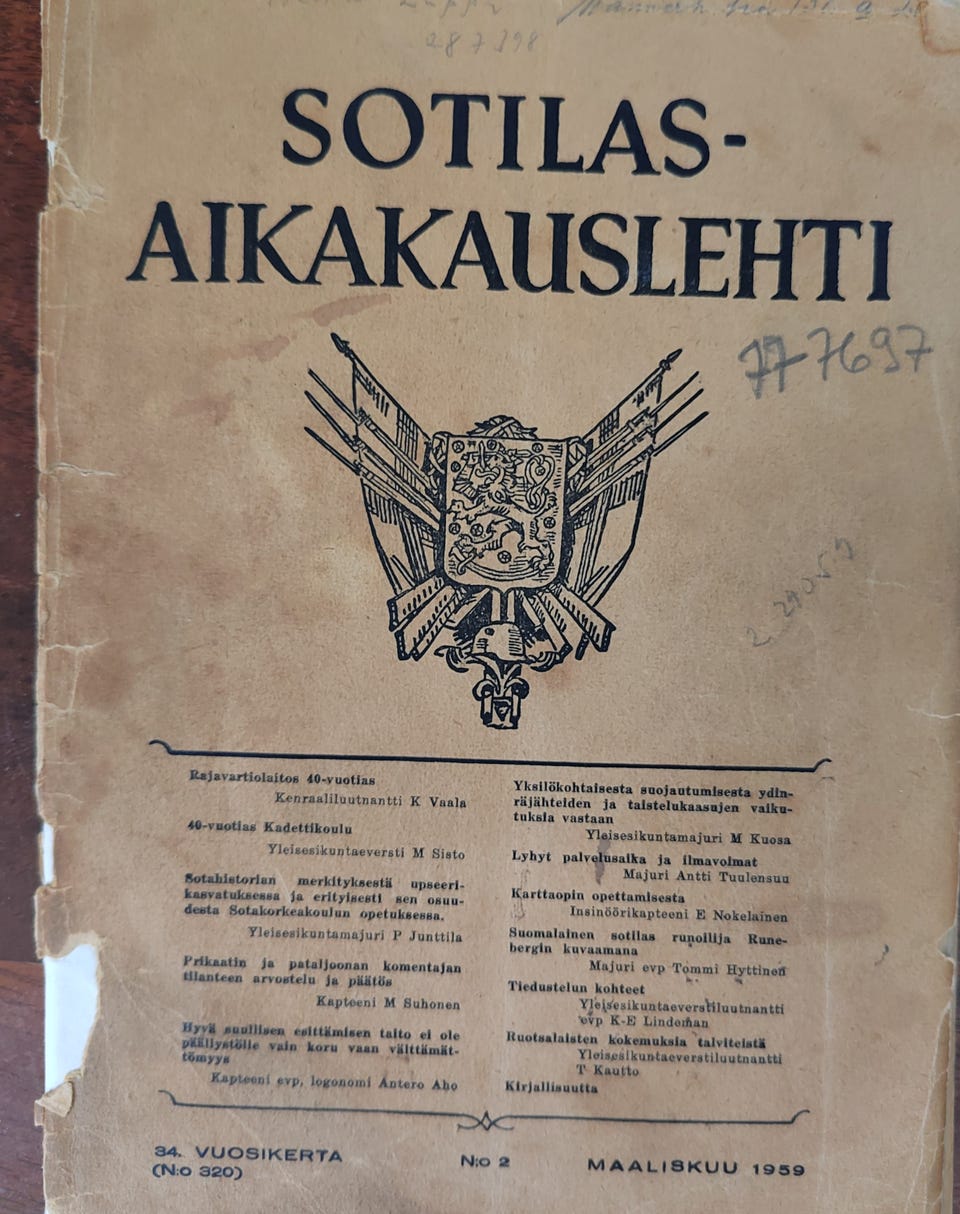 287398
SOTILAS-
AIKAKAUSLEHTI
777697
Rajavartiolaitos 40-vuotias
Kenraaliluutnantti K Vaala
40-vuotias Kadettikoulu
Yleisesikuntaeversti M Sisto
Sotahistorian merkityksestä upseeri-
kasvatuksessa ja erityisesti sen osuu-
desta Sotakorkeakoulun opetuksessa.
Yleisesikuntamajuri P Junttila
Prikaatin ja pataljoonan komentajan
tilanteen arvostelu ja päätös
Kapteeni M Suhonen
Hyvä suullisen esittämisen taito ei ole
päällystölle vain koru vaan välttämät-
tömyys
Kapteeni evp, logonomi Antero Aho
Yksilökohtaisesta suojautumisesta ydin-
räjähteiden ja taistelukaasujen vaiku-
tuksia vastaan
Yleisesikuntamajuri M Kuosa
Lyhyt palvelusaika ja ilmavoimat
Majuri Antti Tuulensuu
Karttaopin opettamisesta
Insinöörikapteeni E Nokelainen
Suomalainen sotilas runoilija Rune-
bergin kuvaamana
Majuri evp Tommi Hyttinen
Tiedustelun kohteet
Yleisesikuntaeverstiluutnantti
evp K-E Lindeman
Ruotsalaisten kokemuksia talviteistä
Yleisesikuntaeverstiluutnantti
T Kautto
Kirjallisuutta
34. VUOSIKERTA
(N:o 320)
N:o 2
MAALISKUU 1959